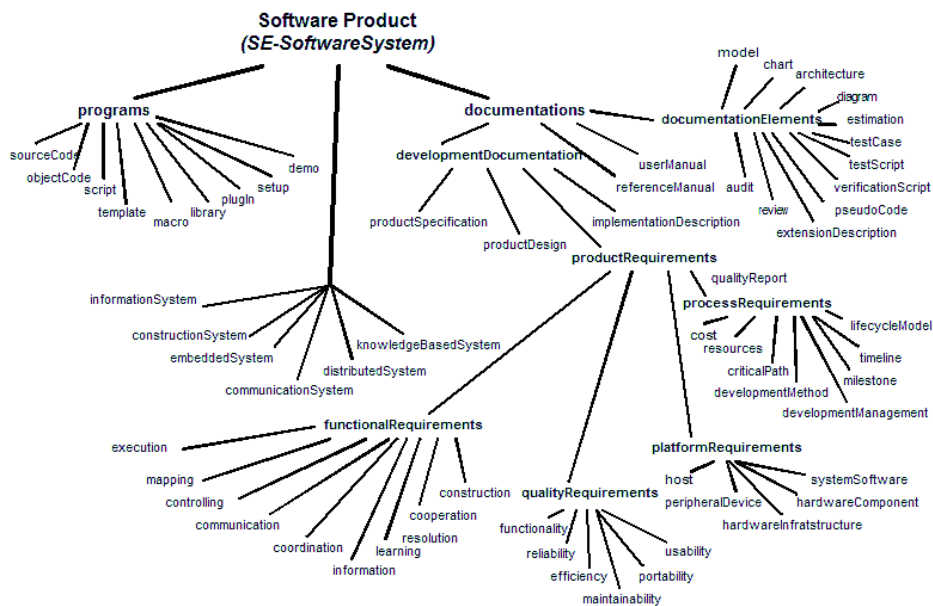 Software Product
(SE-SoftwareSystem)
model
chart
architecture
programs
documentations
diagram
documentationElements
estimation
sourceCode
objectCode
script
template
macro
library
plugIn
setup
demo
developmentDocumentation
userManual
referenceManual
testCase
testScript
verificationScript
pseudoCode
extensionDescription
review
audit
productSpecification
productDesign
implementationDescription
productRequirements
qualityReport
informationSystem
constructionSystem
embeddedSystem
communicationSystem
distributedSystem
knowledgeBasedSystem
processRequirements
cost
resources
criticalPath
developmentMethod
developmentManagement
milestone
timeline
lifecycleModel
functionalRequirements
execution
mapping
controlling
communication
coordination
information
learning
resolution
cooperation
construction
platformRequirements
host
peripheralDevice
hardwareInfratstructure
hardwareComponent
systemSoftware
qualityRequirements
functionality
reliability
efficiency
maintainability
portability
usability